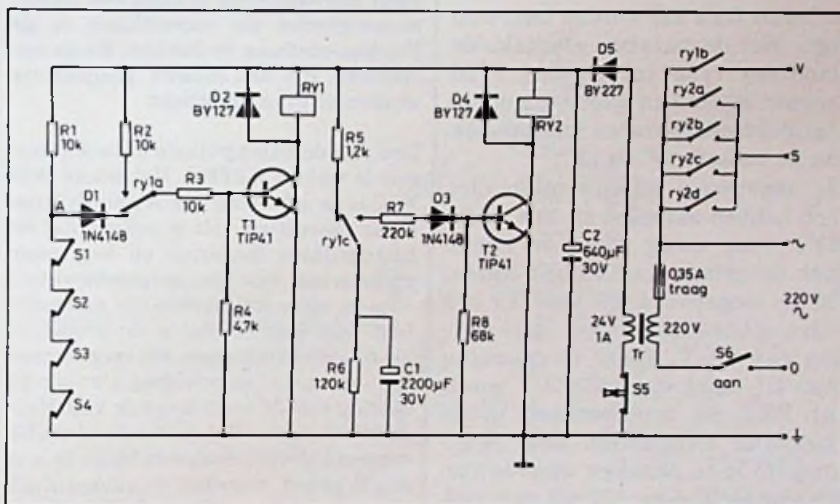 D5
BY227
ry1b
V
ry2a
D2
BY127
RY1
D4
BY127
RY2
ry2b
R1
10k
R2
10k
R5
1,2k
S
ry2c
ry2d
A
D1
1N4148
ry1a
R3
10k
T1
TIP41
ry1c
R7
220k
D3
1N4148
T2
TIP41
C2
640µF
30V
~
S1
S2
S3
S4
R4
4,7k
R6
120k
C1
2200µF
30V
R8
68k
24V
1A
Tr
220V
0,35A
traag
220V
~
S5
S6
aan
0